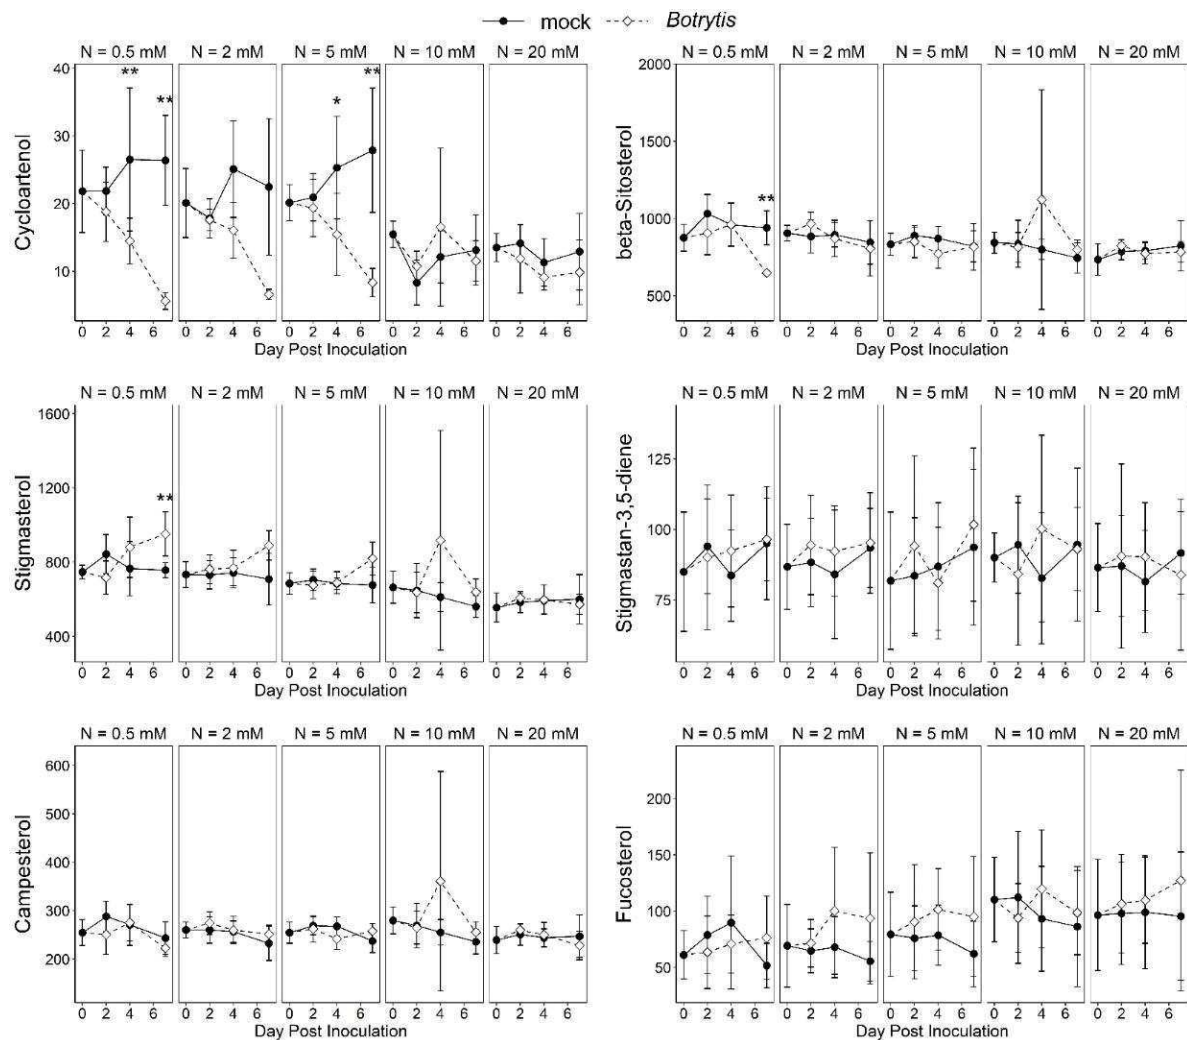 mock Botrytis
N = 0.5 mM N = 2 mM N = 5 mM N = 10 mM N = 20 mM
Cycloartenol
40
30
20
10
** ** * **
0 2 4 6 0 2 4 6 0 2 4 6 0 2 4 6 0 2 4 6
Day Post Inoculation
N = 0.5 mM N = 2 mM N = 5 mM N = 10 mM N = 20 mM
beta-Sitosterol
2000
1500
1000
500
**
0 2 4 6 0 2 4 6 0 2 4 6 0 2 4 6 0 2 4 6
Day Post Inoculation
N = 0.5 mM N = 2 mM N = 5 mM N = 10 mM N = 20 mM
Stigmasterol
1600
1200
800
400
**
0 2 4 6 0 2 4 6 0 2 4 6 0 2 4 6 0 2 4 6
Day Post Inoculation
N = 0.5 mM N = 2 mM N = 5 mM N = 10 mM N = 20 mM
Stigmastan-3,5-diene
125
100
75
0 2 4 6 0 2 4 6 0 2 4 6 0 2 4 6 0 2 4 6
Day Post Inoculation
N = 0.5 mM N = 2 mM N = 5 mM N = 10 mM N = 20 mM
Campesterol
600
500
400
300
200
0 2 4 6 0 2 4 6 0 2 4 6 0 2 4 6 0 2 4 6
Day Post Inoculation
N = 0.5 mM N = 2 mM N = 5 mM N = 10 mM N = 20 mM
Fucosterol
200
150
100
50
0 2 4 6 0 2 4 6 0 2 4 6 0 2 4 6 0 2 4 6
Day Post Inoculation